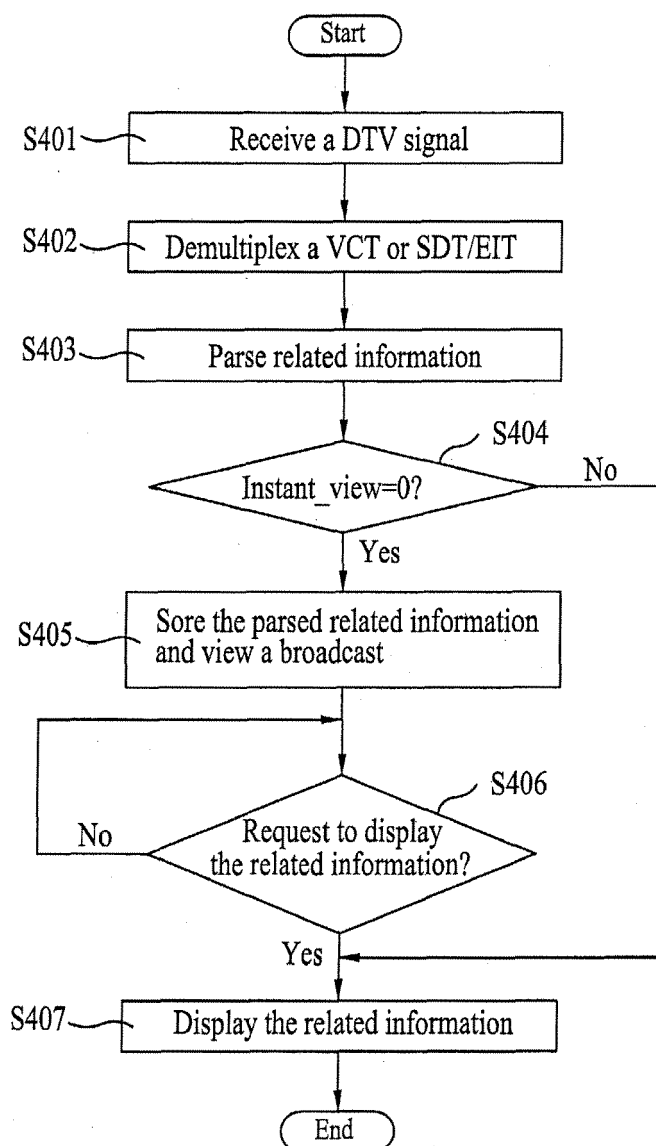 Start
S401
Receive a DTV signal
S402
Demultiplex a VCT or SDT/EIT
S403
Parse related information
S404
Instant_view=0?
No
Yes
S405
Sore the parsed related information
and view a broadcast
S406
Request to display
the related information?
No
Yes
S407
Display the related information
End